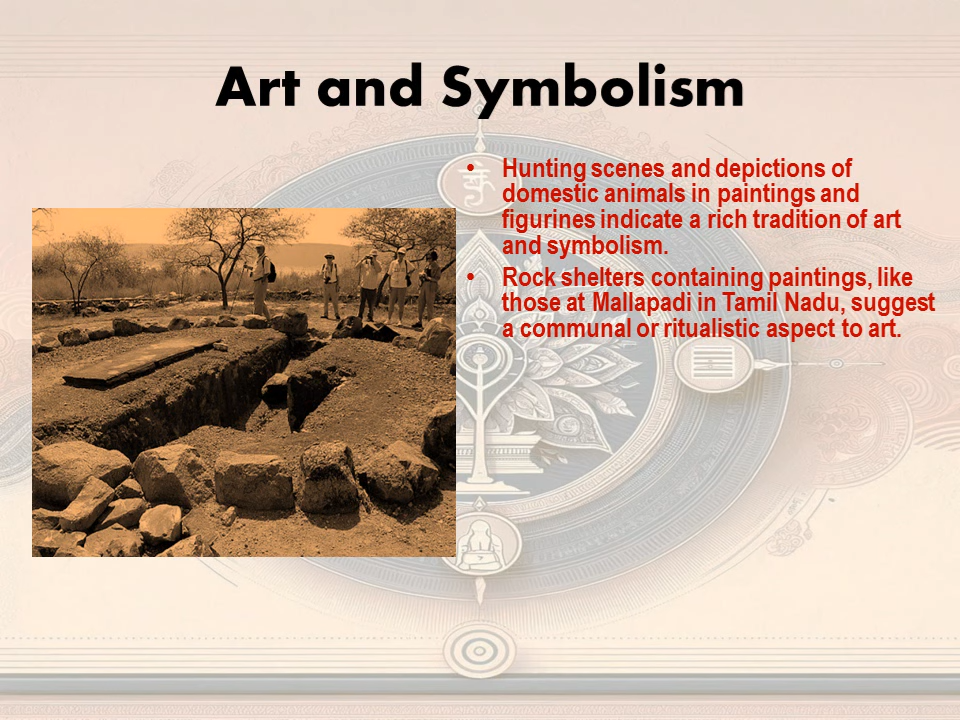 Art and Symbolism
• Hunting scenes and depictions of
domestic animals in paintings and
figurines indicate a rich tradition of art
and symbolism.
• Rock shelters containing paintings, like
those at Mallapadi in Tamil Nadu, suggest
a communal or ritualistic aspect to art.